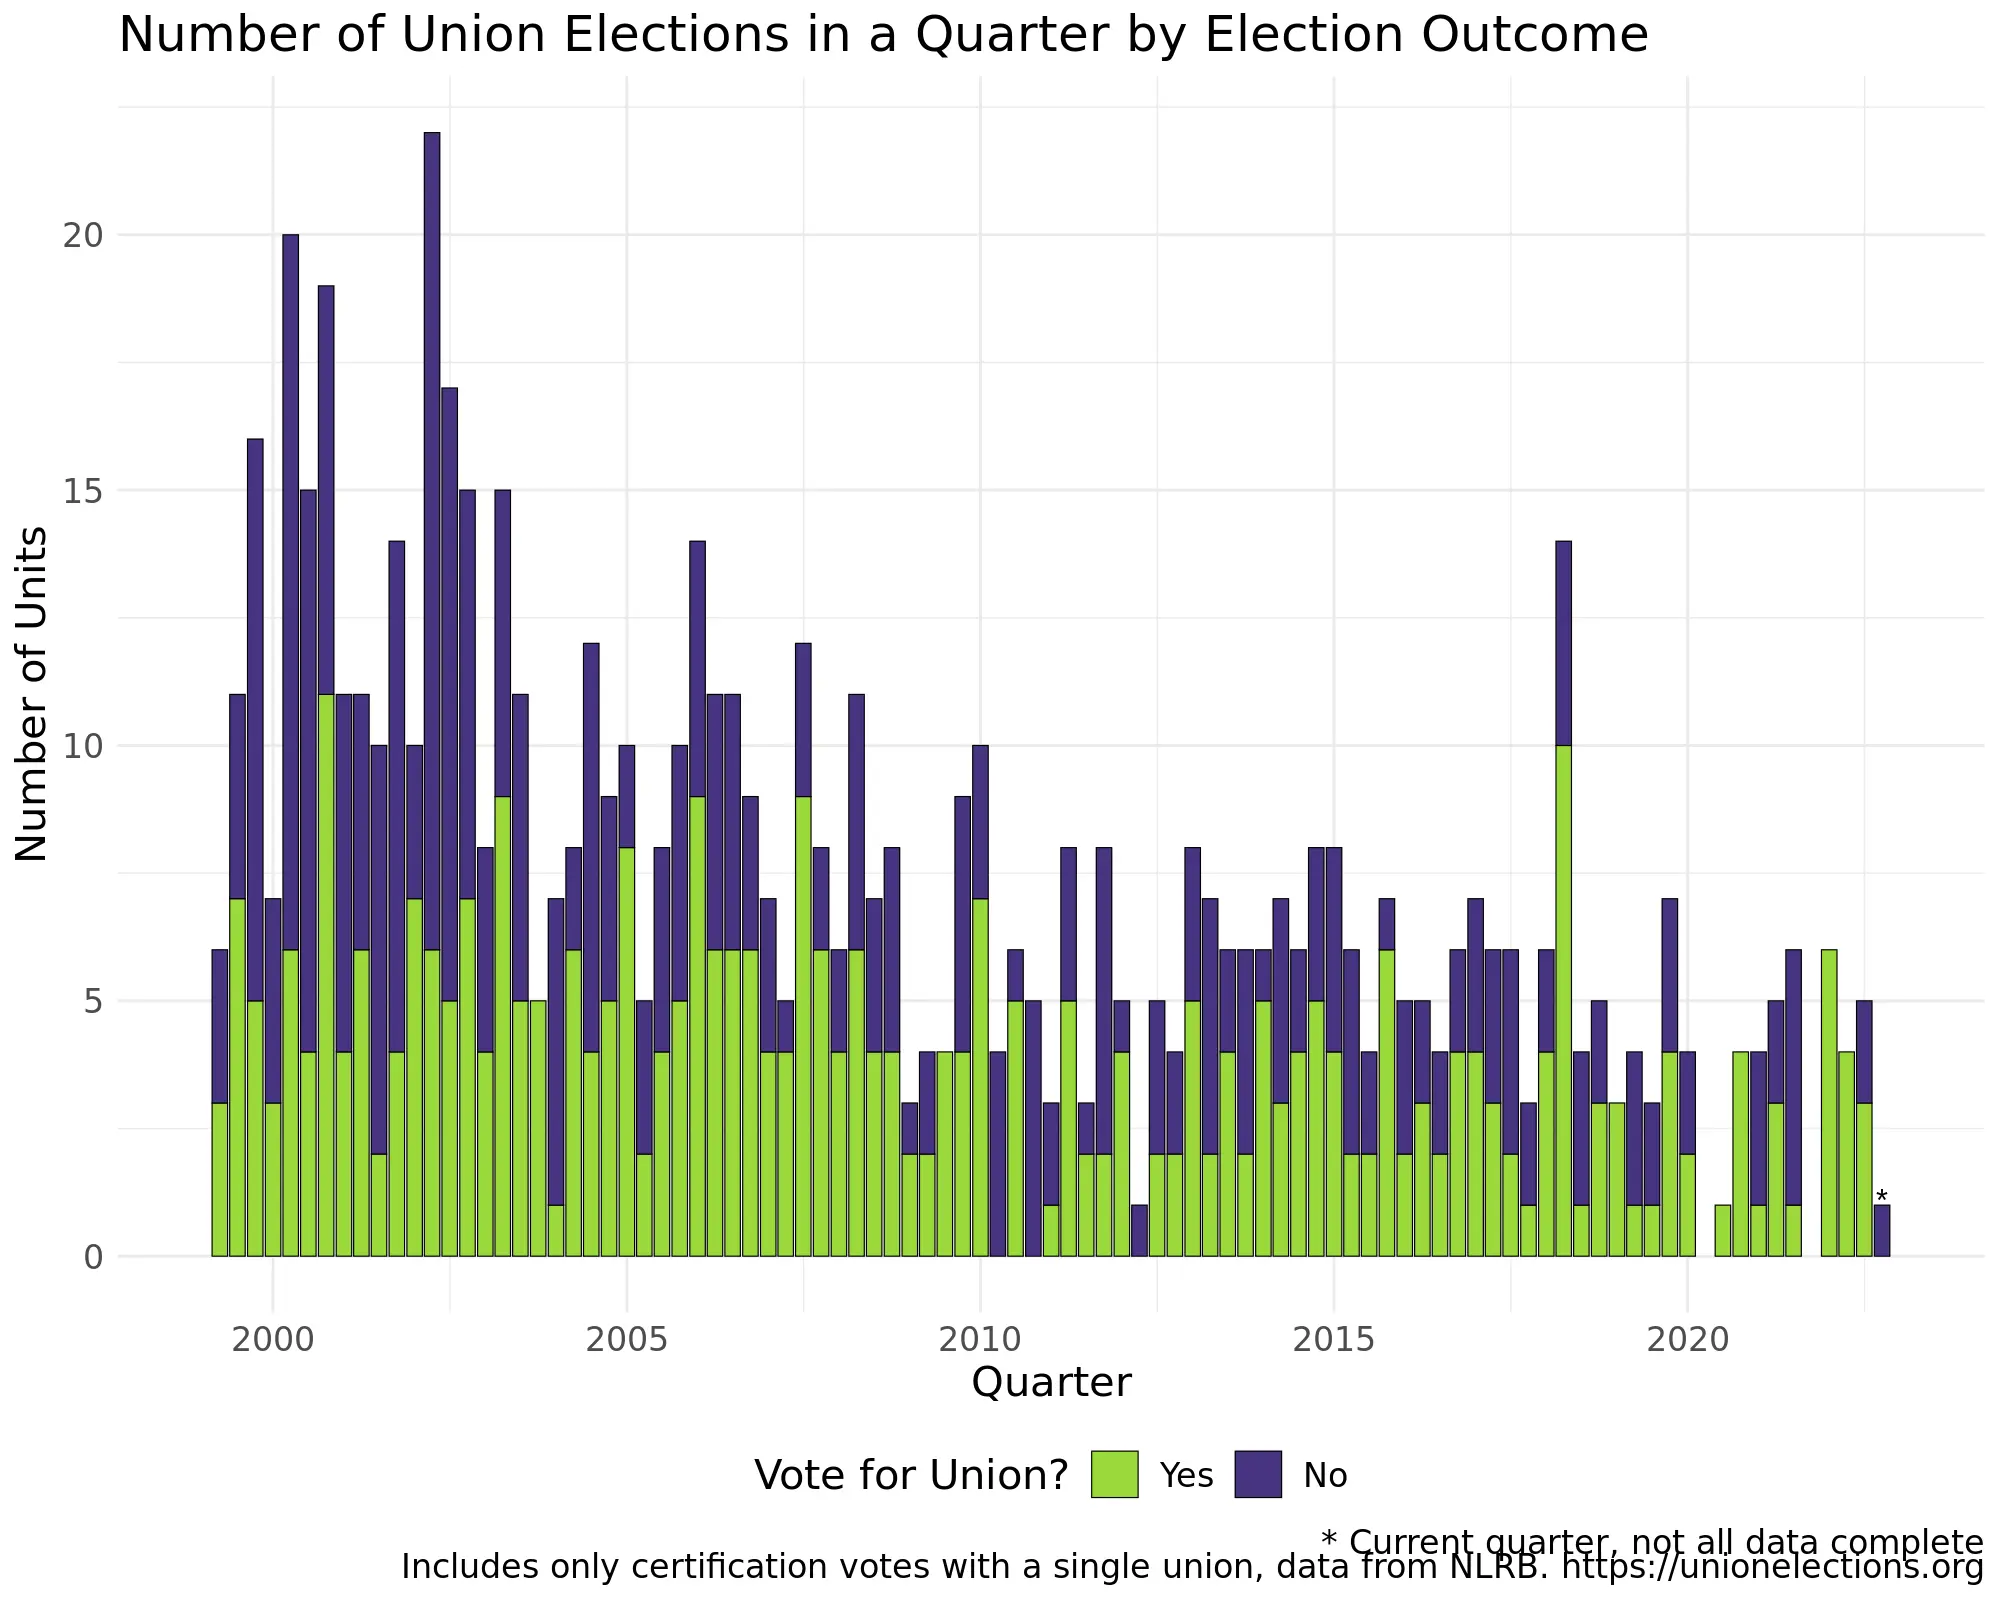 Number of Union Elections in a Quarter by Election Outcome
Number of Units
20
15
10
5
0
*
2000 2005 2010 2015 2020
Quarter
Vote for Union? Yes No
* Current quarter, not all data complete
Includes only certification votes with a single union, data from NLRB. https://unionelections.org